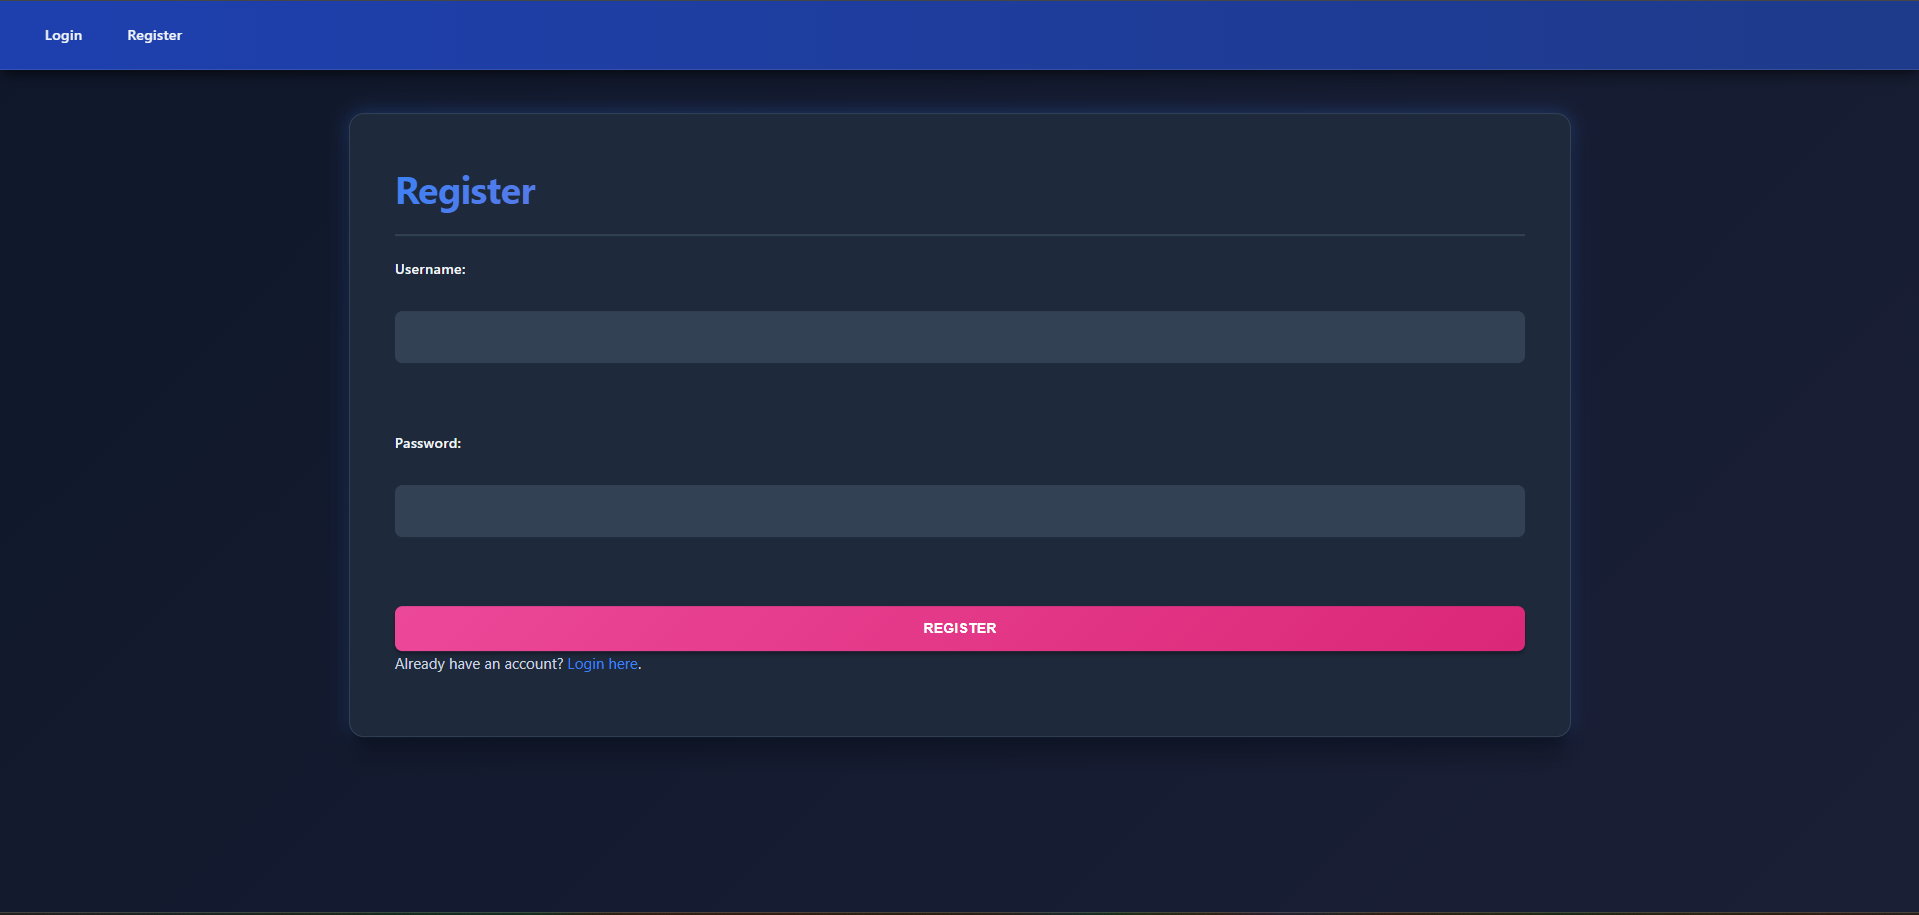 Login Register
Register
Username:
Password:
REGISTER
Already have an account? Login here.